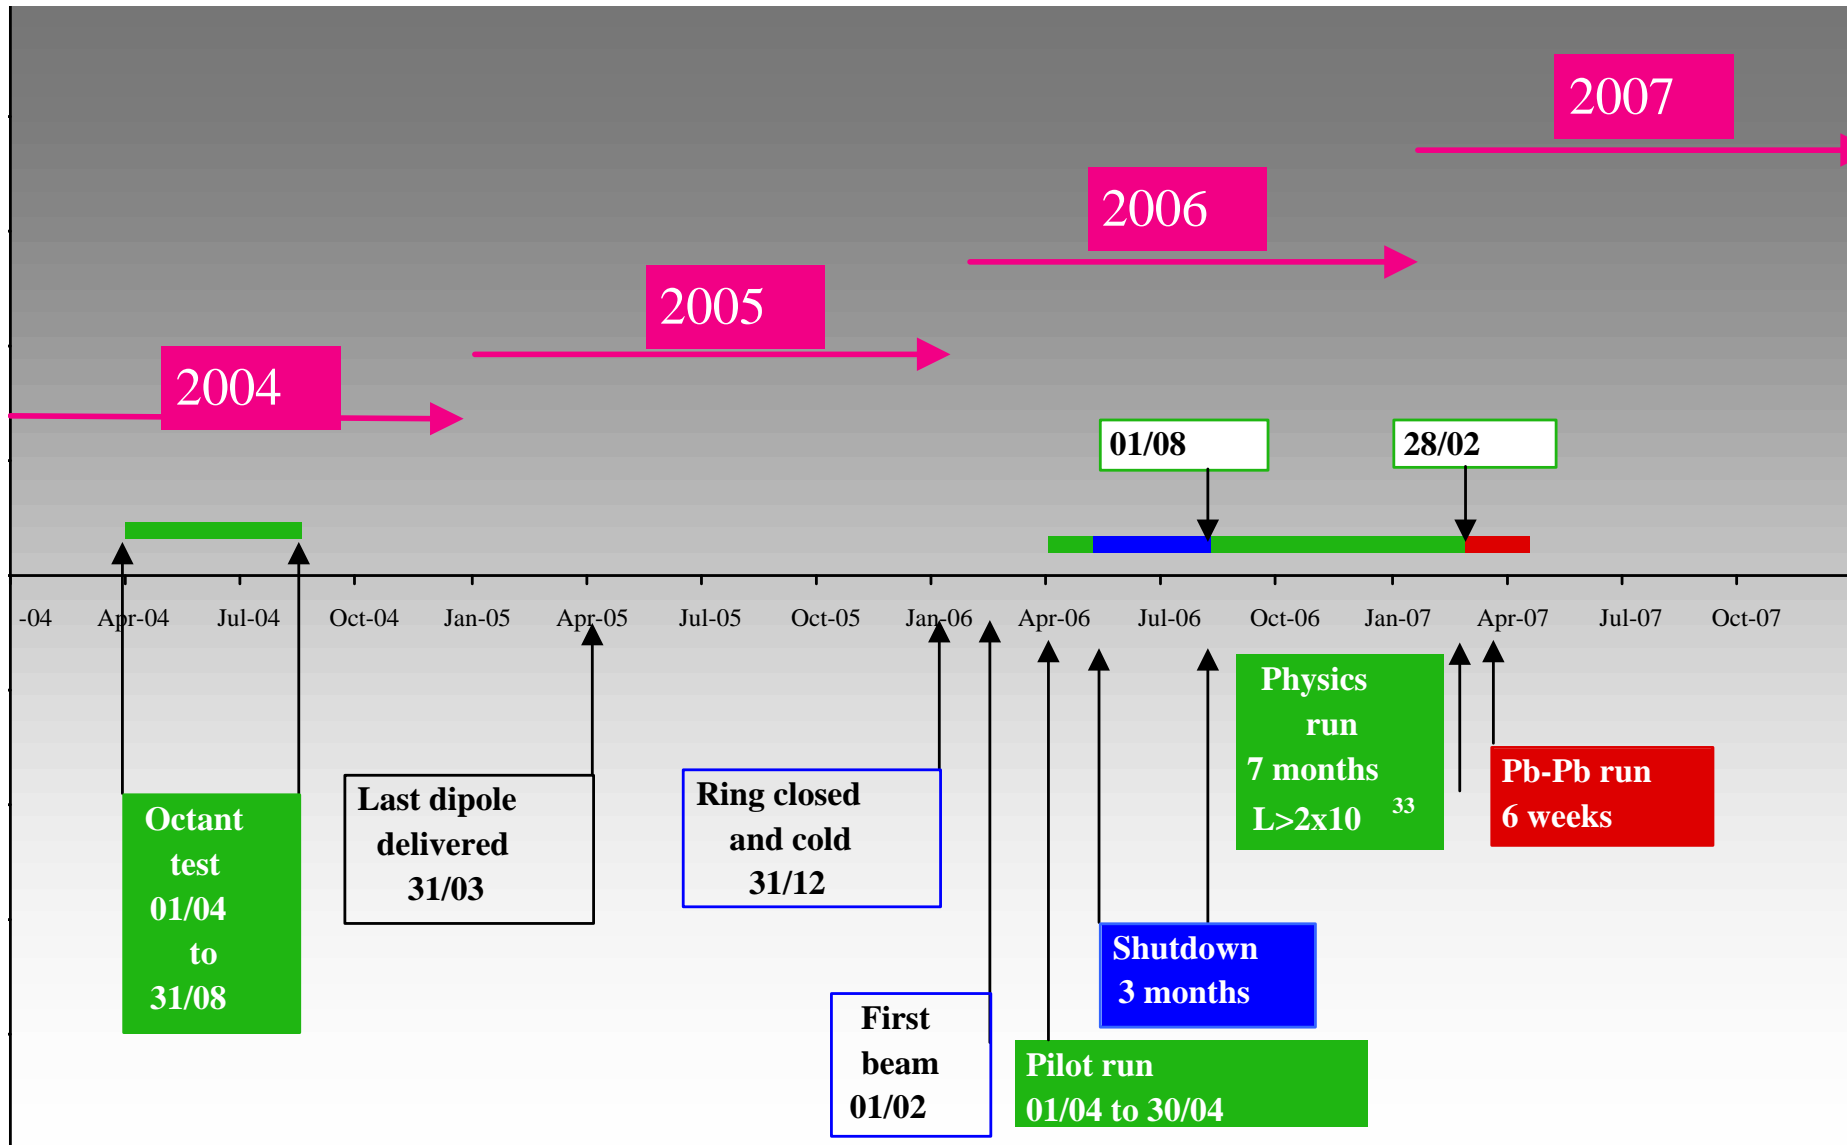 2007
2006
2005
2004
01/08
28/02
-04 Apr-04 Jul-04 Oct-04 Jan-05 Apr-05 Jul-05 Oct-05 Jan-06 Apr-06 Jul-06 Oct-06 Jan-07 Apr-07 Jul-07 Oct-07
Physics
run
7 months
L>2x10 33
Pb-Pb run
6 weeks
Last dipole
delivered
31/03
Ring closed
and cold
31/12
Octant
test
01/04
to
31/08
Shutdown
3 months
First
beam
01/02
Pilot run
01/04 to 30/04